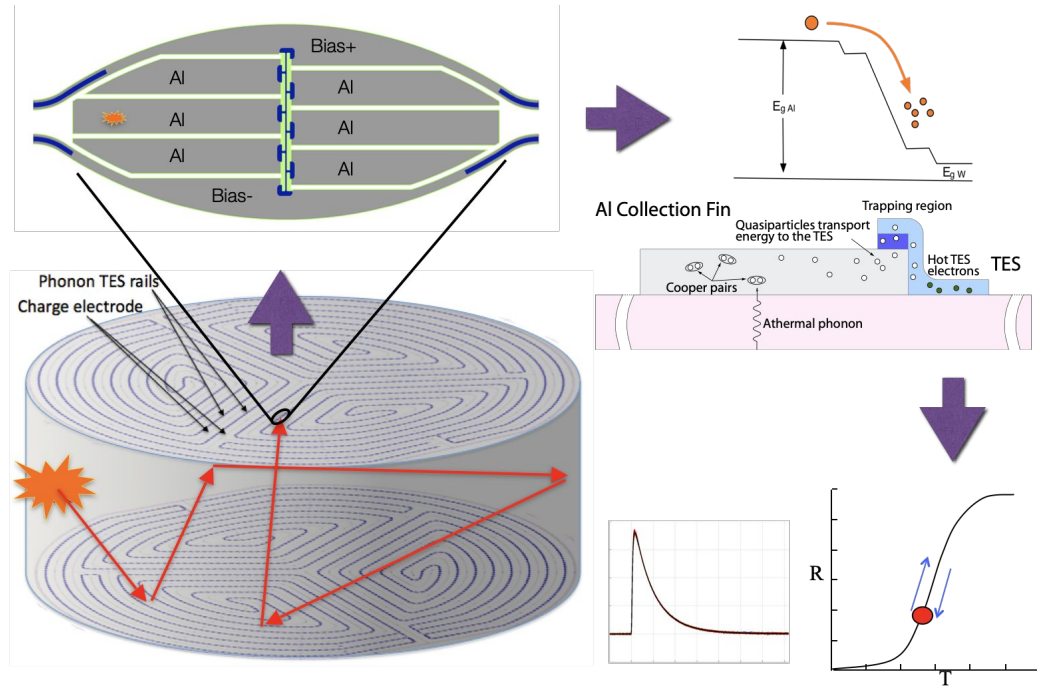 Bias+
Al
Al
Al
Al
Al
Al
Bias-
E g Al
E g W
Al Collection Fin
Trapping region
Quasiparticles transport
energy to the TES
Hot TES
electrons
TES
Cooper pairs
Athermal phonon
Phonon TES rails
Charge electrode
R
T